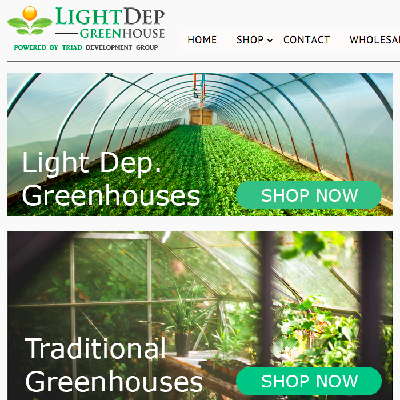 LIGHTDEP
GREENHOUSE
POWERED BY TRIAD DEVELOPMENT GROUP
HOME SHOP CONTACT WHOLESA
Light Dep.
Greenhouses
SHOP NOW
Traditional
Greenhouses
SHOP NOW